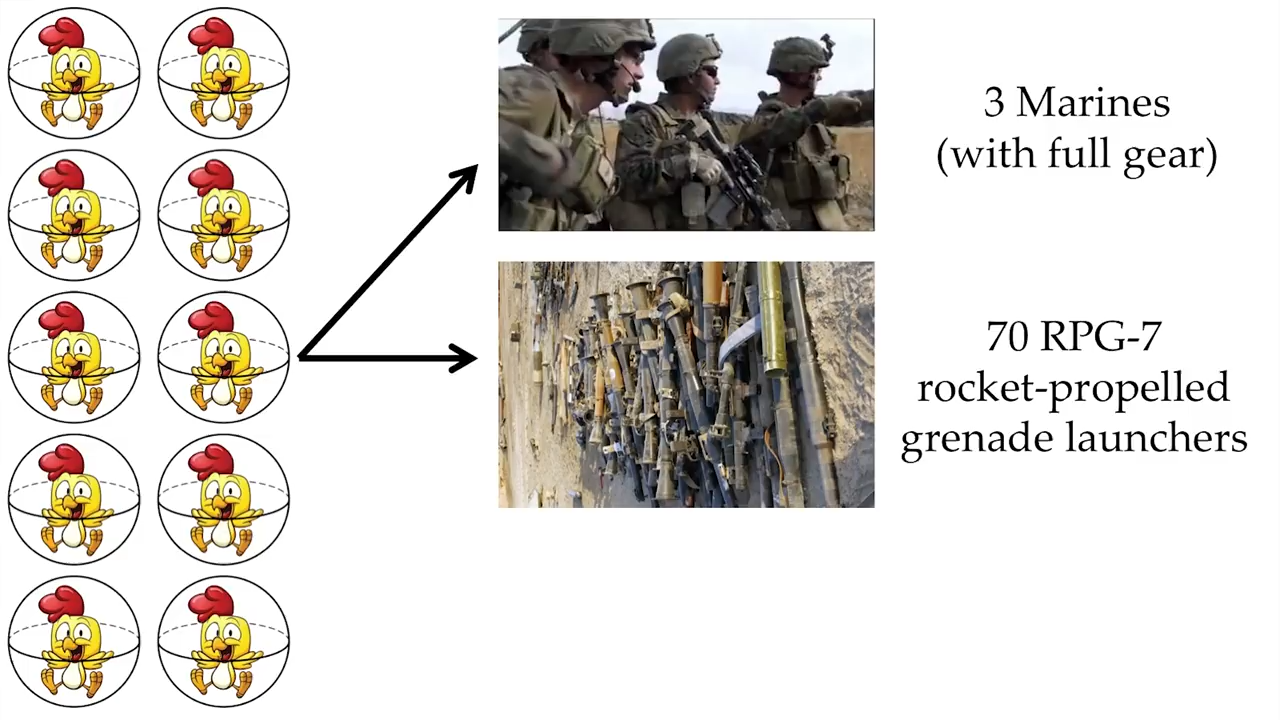 3 Marines
(with full gear)
70 RPG-7
rocket-propelled
grenade launchers